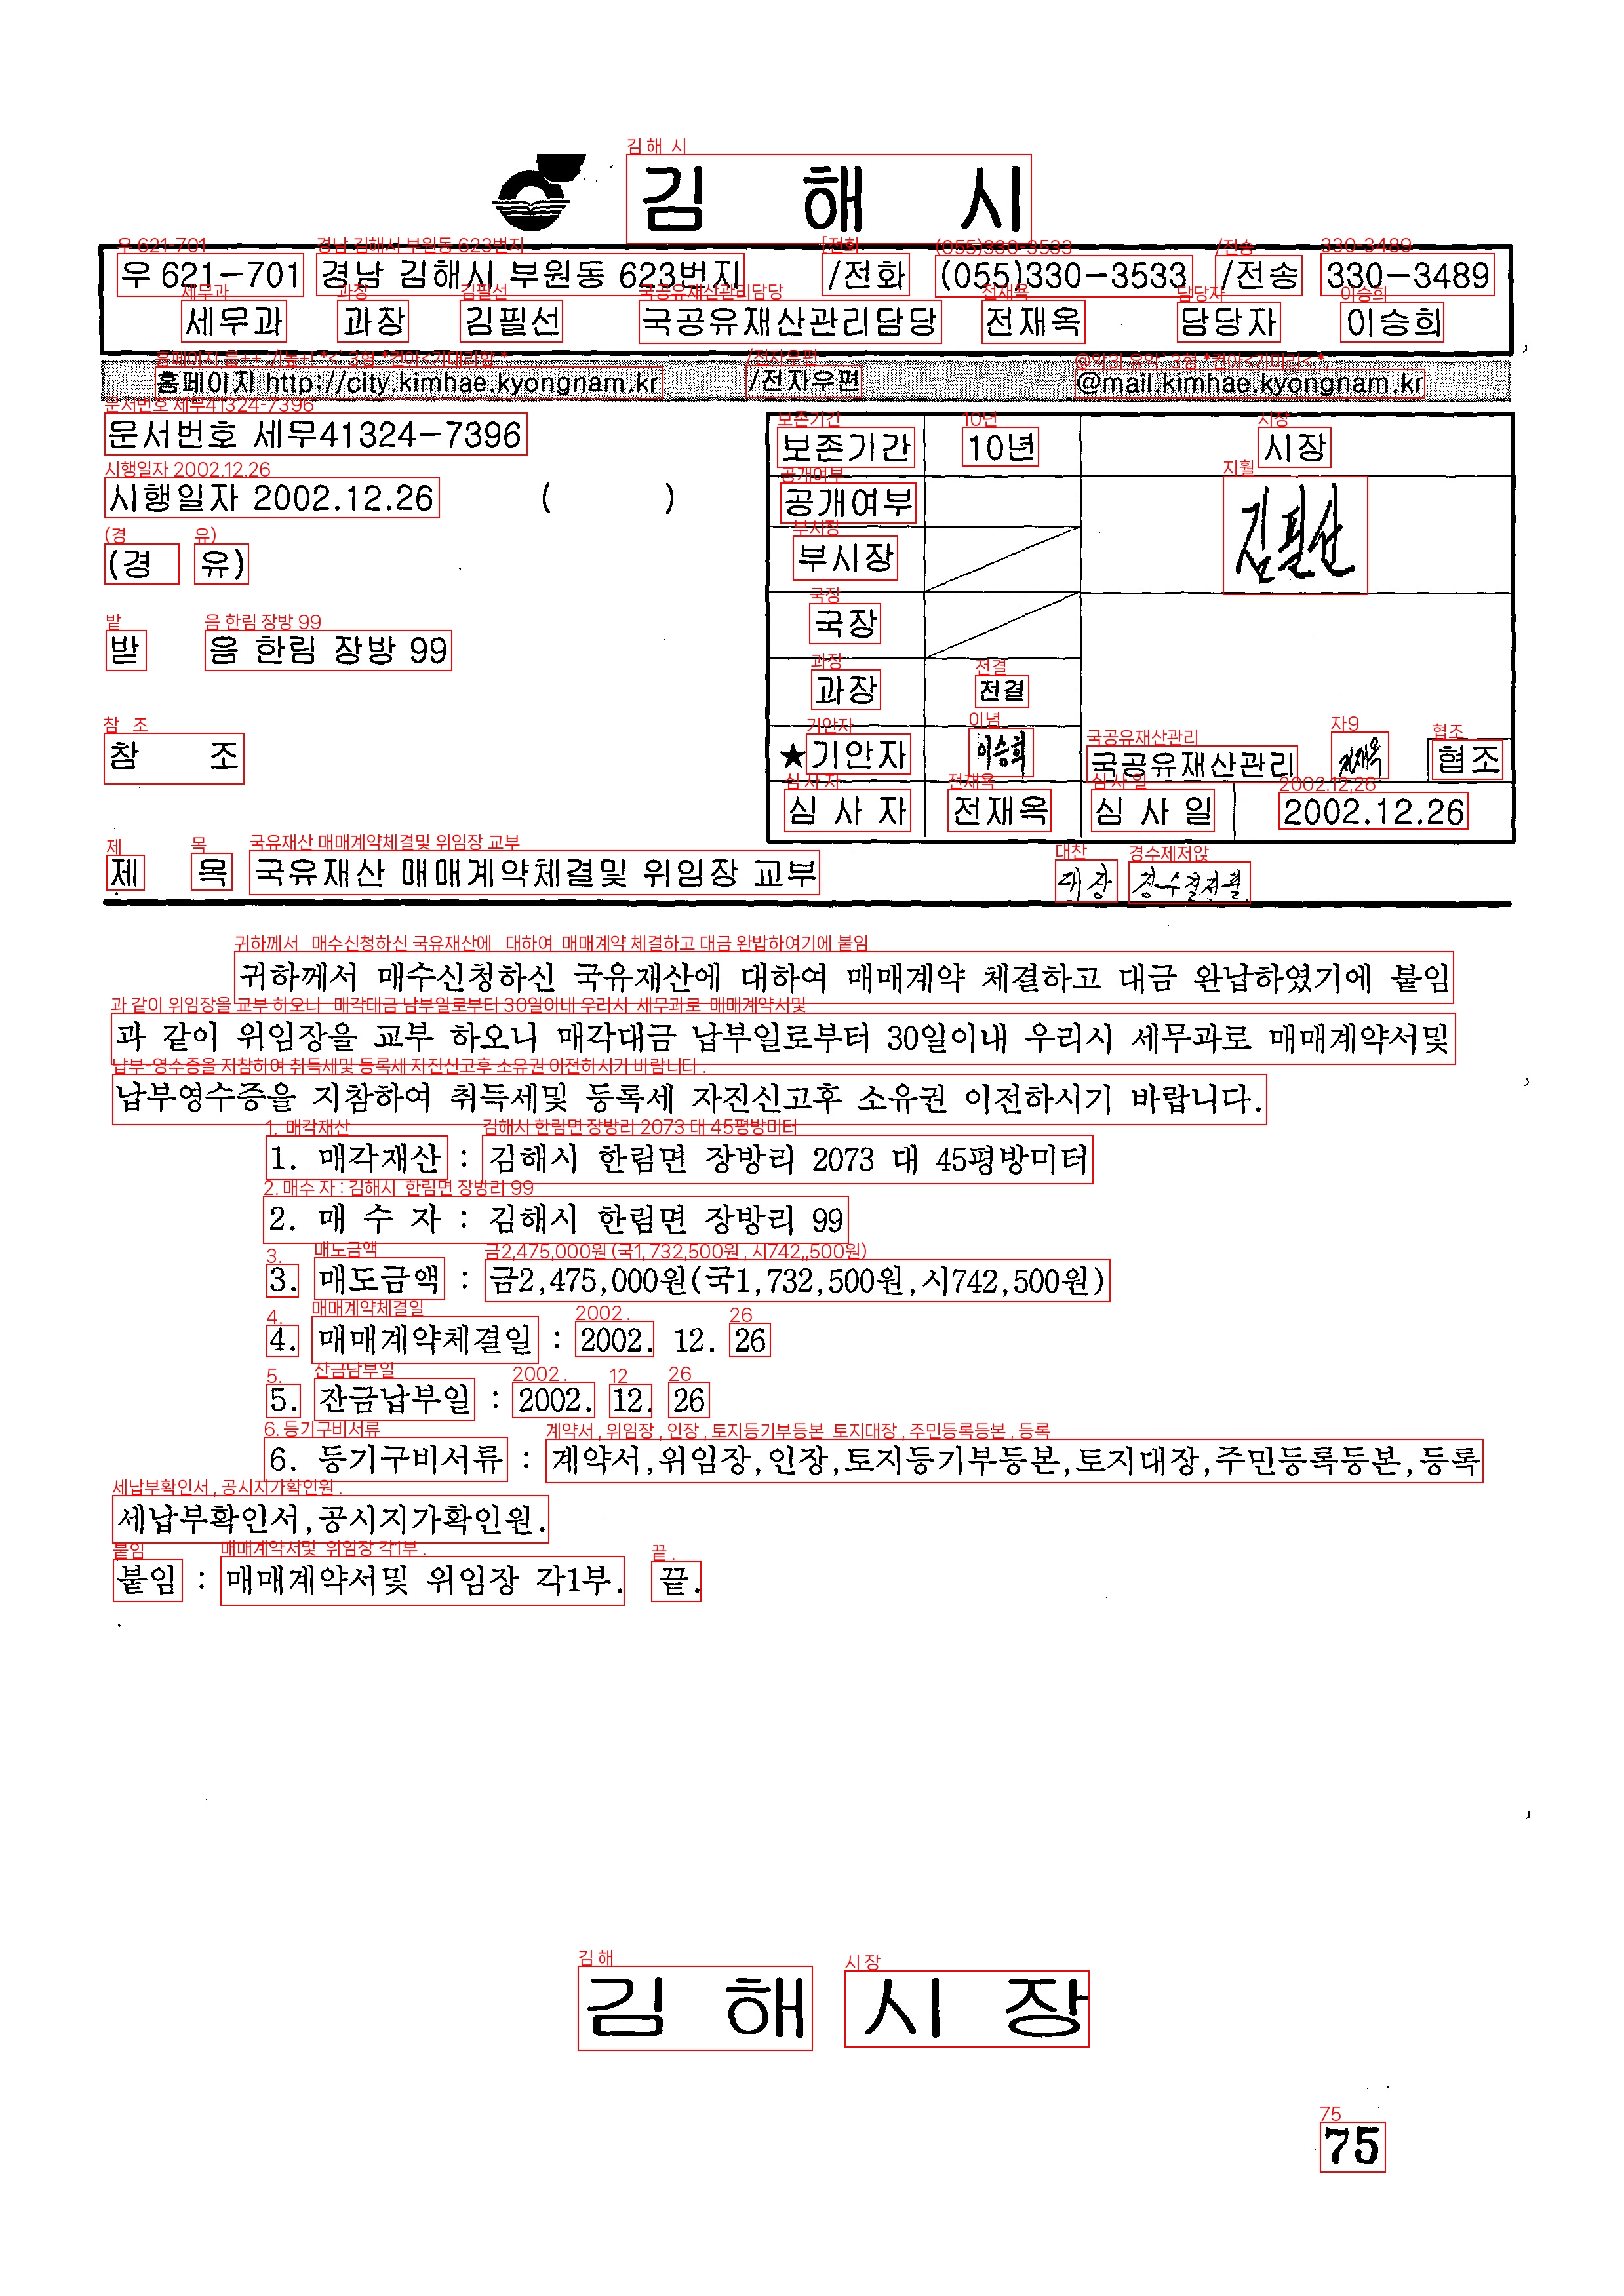 김 해 시
우 621-701 경남 김해시 부원동 623번지 /전화 (055)330-3533 /전송 330-3489
세무과 과장 김필선 국공유재산관리담당 전재옥 담당자 이승희
홈페이지 http://city.kimhae.kyongnam.kr /전자우편 @mail.kimhae.kyongnam.kr
문서번호 세무41324-7396
시행일자 2002.12.26 ( )
(경 유)
받 음 한림 장방 99
참 조
보존기간 10년 시장
공개여부 김필선
부시장
국장
과장 전결
★기안자 이승희 국공유재산관리 전재옥 협조
심 사 자 전재옥 심 사 일 2002.12.26
제 목 국유재산 매매계약체결및 위임장 교부 대장
귀하께서 매수신청하신 국유재산에 대하여 매매계약 체결하고 대금 완납하였기에 붙임
과 같이 위임장을 교부 하오니 매각대금 납부일로부터 30일이내 우리시 세무과로 매매계약서및
납부영수증을 지참하여 취득세및 등록세 자진신고후 소유권 이전하시기 바랍니다.
1. 매각재산 : 김해시 한림면 장방리 2073 대 45평방미터
2. 매 수 자 : 김해시 한림면 장방리 99
3. 매도금액 : 금2,475,000원(국1,732,500원,시742,500원)
4. 매매계약체결일 : 2002. 12. 26
5. 잔금납부일 : 2002. 12. 26
6. 등기구비서류 : 계약서,위임장,인장,토지등기부등본,토지대장,주민등록등본,등록
세납부확인서,공시지가확인원.
붙임 : 매매계약서및 위임장 각1부. 끝.
김 해 시 장
75